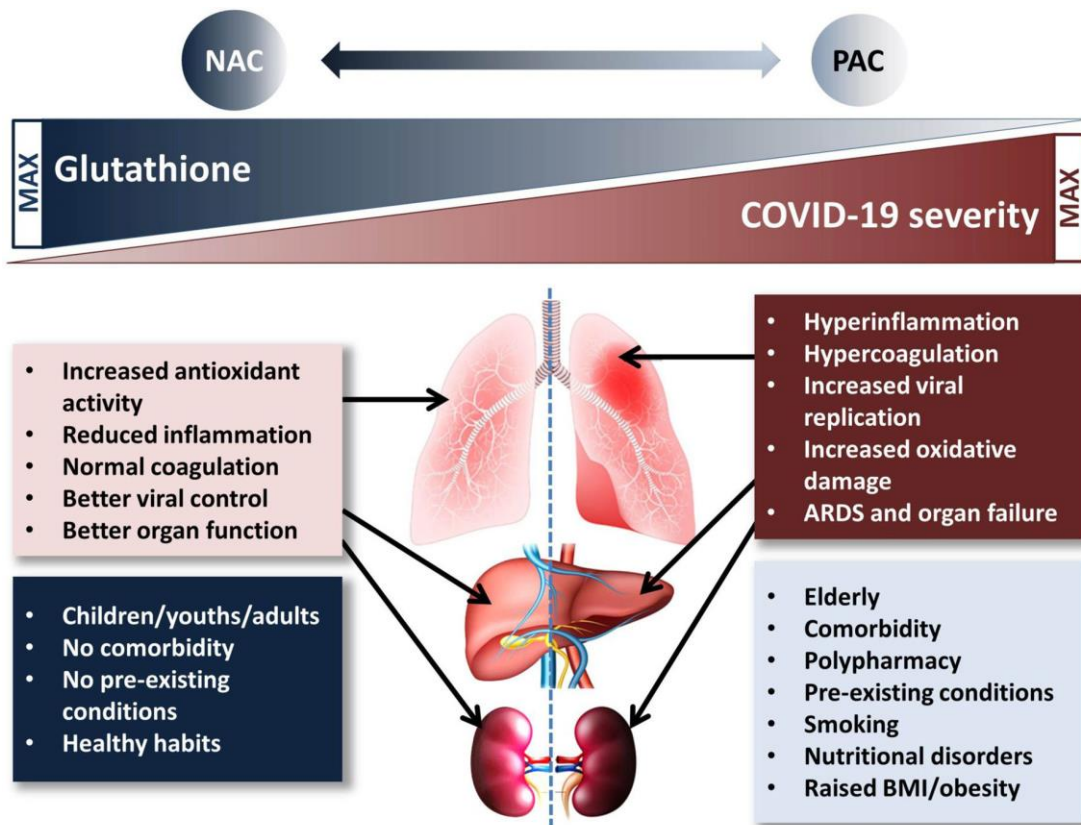 NAC
PAC
MAX
Glutathione
COVID-19 severity
MAX
• Increased antioxidant
activity
• Reduced inflammation
• Normal coagulation
• Better viral control
• Better organ function
• Hyperinflammation
• Hypercoagulation
• Increased viral
replication
• Increased oxidative
damage
• ARDS and organ failure
• Children/youths/adults
• No comorbidity
• No pre-existing
conditions
• Healthy habits
• Elderly
• Comorbidity
• Polypharmacy
• Pre-existing conditions
• Smoking
• Nutritional disorders
• Raised BMI/obesity